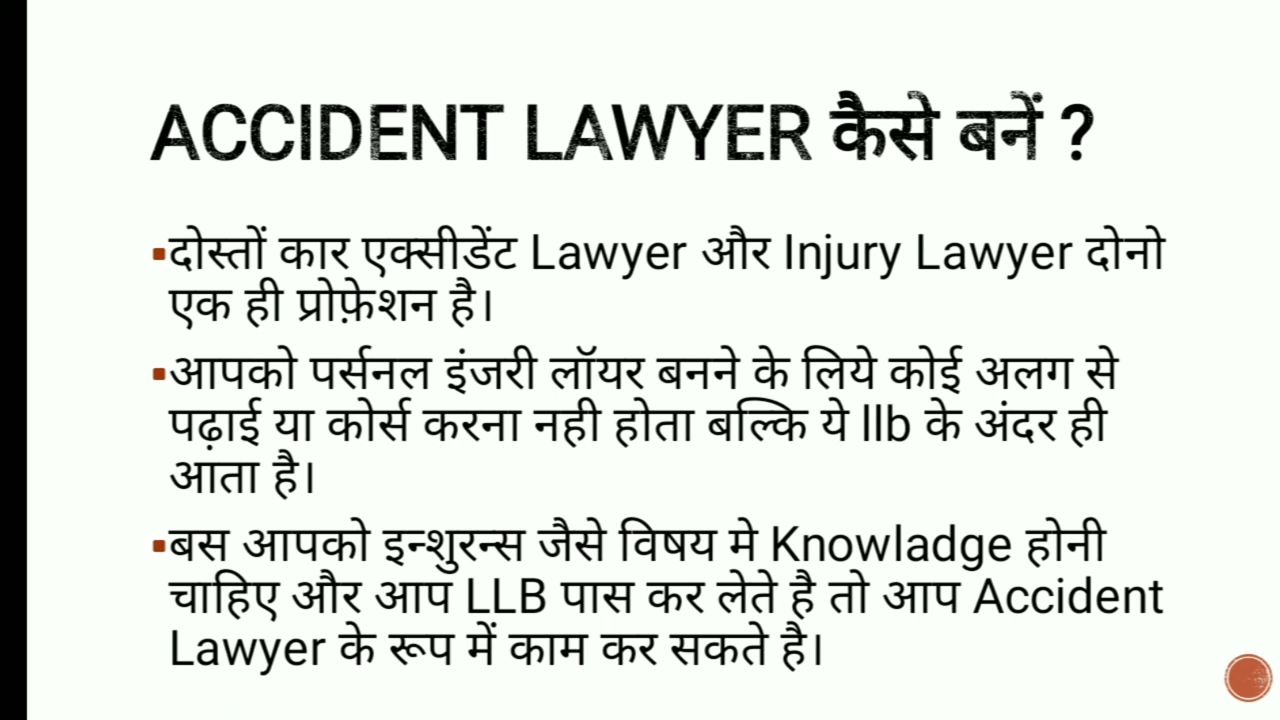 ACCIDENT LAWYER कैसे बनें ?
▪दोस्तों कार एक्सीडेंट Lawyer और Injury Lawyer दोनो
एक ही प्रोफ़ेशन है।
▪आपको पर्सनल इंजरी लॉयर बनने के लिये कोई अलग से
पढ़ाई या कोर्स करना नही होता बल्कि ये llb के अंदर ही
आता है।
▪बस आपको इन्शुरन्स जैसे विषय मे Knowladge होनी
चाहिए और आप LLB पास कर लेते है तो आप Accident
Lawyer के रूप में काम कर सकते है।